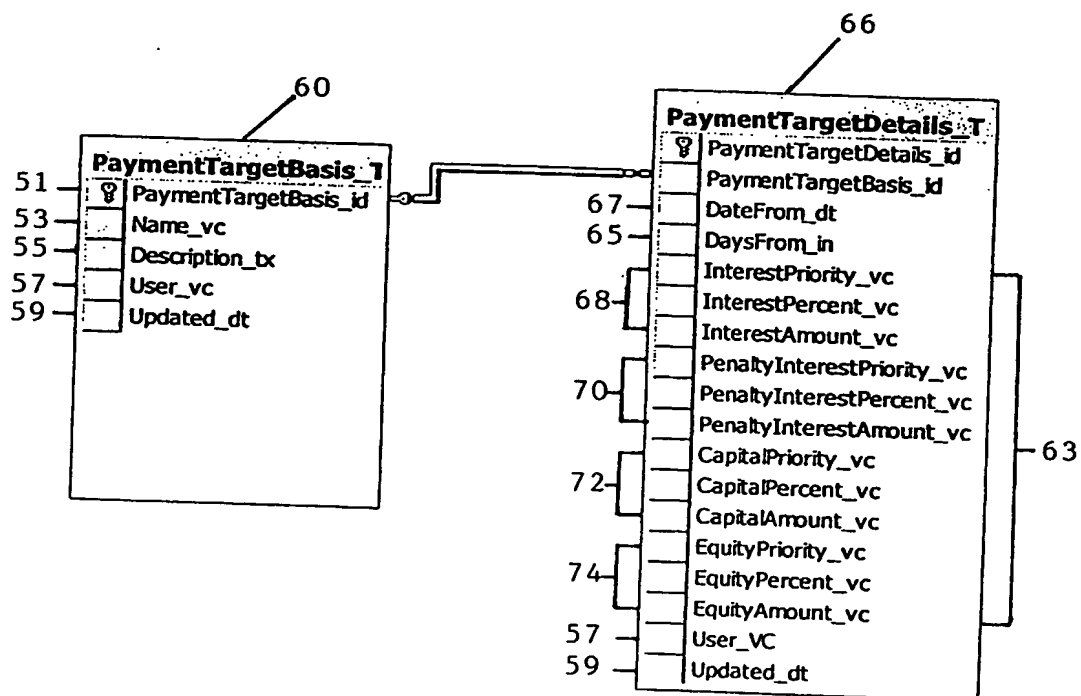 60
PaymentTargetBasis_T
51
PaymentTargetBasis_id
53
Name_vc
55
Description_tx
57
User_vc
59
Updated_dt
66
PaymentTargetDetails_T
PaymentTargetDetails_id
PaymentTargetBasis_id
67
DateFrom_dt
65
DaysFrom_in
68
InterestPriority_vc
InterestPercent_vc
InterestAmount_vc
70
PenaltyInterestPriority_vc
PenaltyInterestPercent_vc
PenaltyInterestAmount_vc
72
CapitalPriority_vc
CapitalPercent_vc
CapitalAmount_vc
74
EquityPriority_vc
EquityPercent_vc
EquityAmount_vc
57
User_VC
59
Updated_dt
63